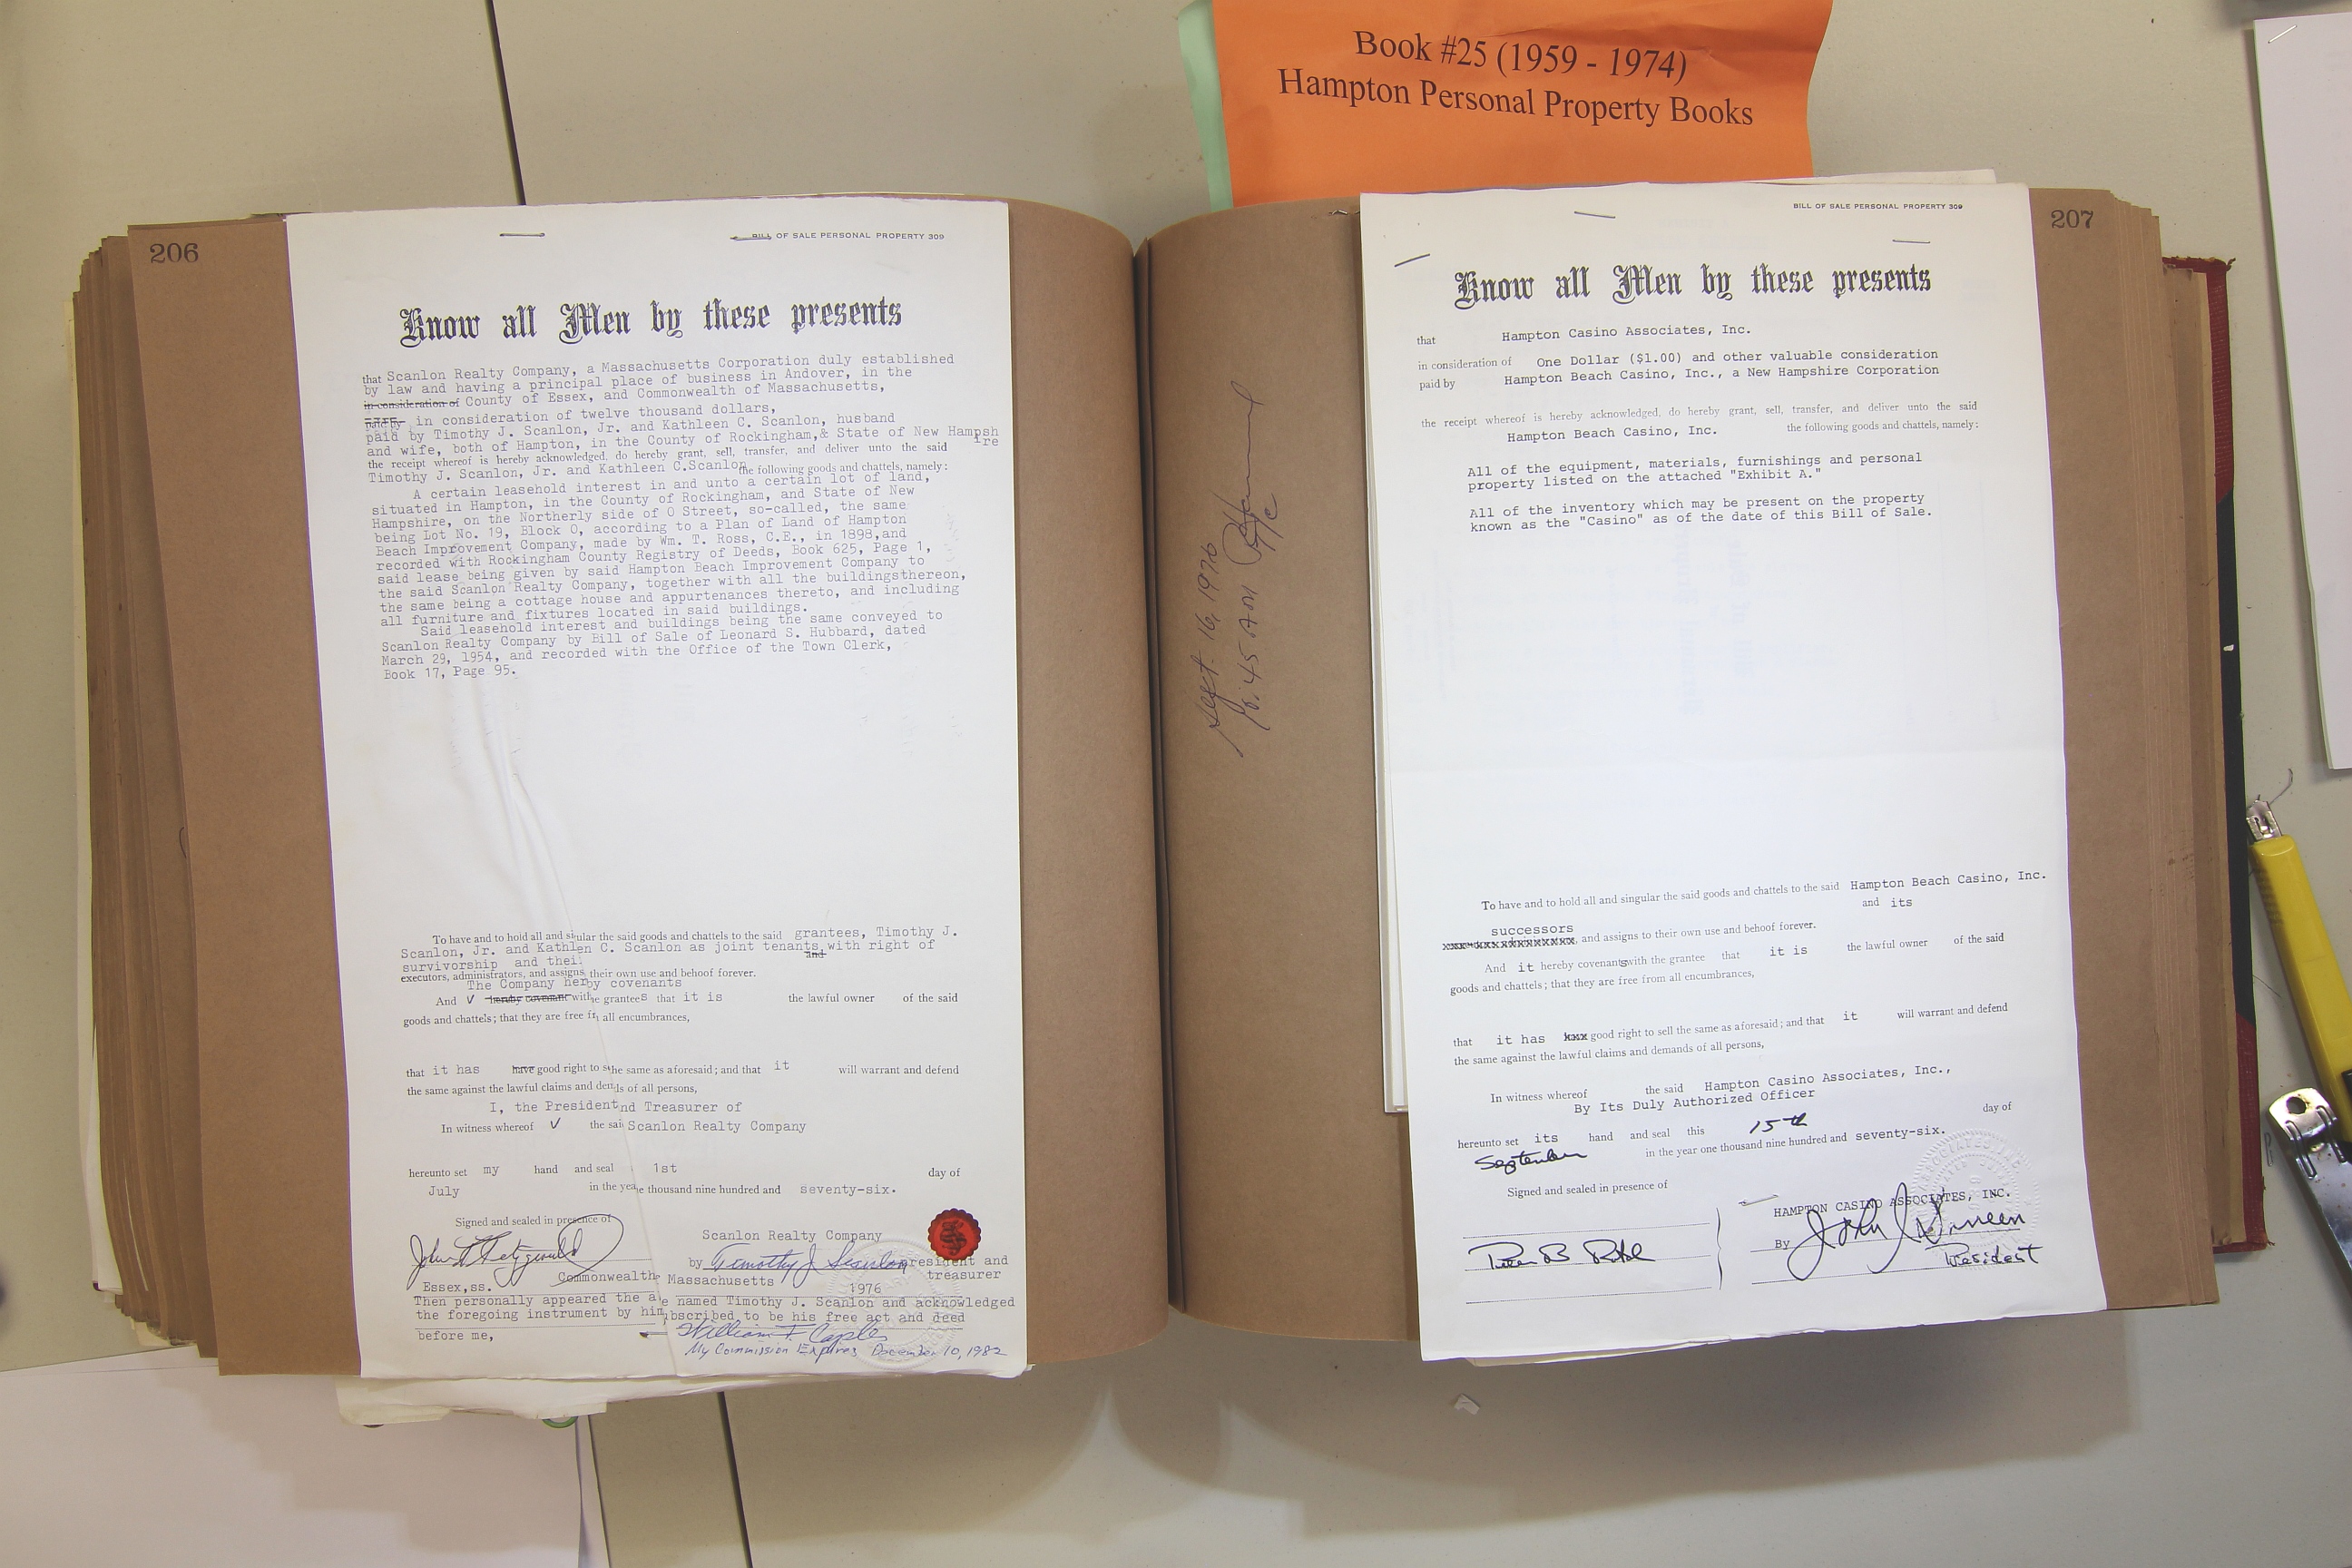 Book #25 (1959 - 1974)
Hampton Personal Property Books
206
BILL OF SALE PERSONAL PROPERTY 309
Know all Men by these presents
that Scanlon Realty Company, a Massachusetts Corporation duly established
by law and having a principal place of business in Andover, in the
in consideration of County of Essex, and Commonwealth of Massachusetts,
in consideration of twelve thousand dollars,
paid by Timothy J. Scanlon, Jr. and Kathleen C. Scanlon, husband
and wife, both of Hampton, in the County of Rockingham,& State of New Hampsh
ire
the receipt whereof is hereby acknowledged, do hereby grant, sell, transfer, and deliver unto the said
Timothy J. Scanlon, Jr. and Kathleen C.Scanlon the following goods and chattels, namely:
A certain leasehold interest in and unto a certain lot of land,
situated in Hampton, in the County of Rockingham, and State of New
Hampshire, on the Northerly side of O Street, so-called, the same
being Lot No. 19, Block O, according to a Plan of Land of Hampton
Beach Improvement Company, made by Wm. T. Ross, C.E., in 1898,and
recorded with Rockingham County Registry of Deeds, Book 625, Page 1,
said lease being given by said Hampton Beach Improvement Company to
the said Scanlon Realty Company, together with all the buildingsthereon,
the same being a cottage house and appurtenances thereto, and including
all furniture and fixtures located in said buildings.
Said leasehold interest and buildings being the same conveyed to
Scanlon Realty Company by Bill of Sale of Leonard S. Hubbard, dated
March 29, 1954, and recorded with the Office of the Town Clerk,
Book 17, Page 95.
To have and to hold all and si ular the said goods and chattels to the said grantees, Timothy J.
Scanlon, Jr. and Kathlen C. Scanlon as joint tenants with right of
and
survivorship and thei
executors, administrators, and assigns, their own use and behoof forever.
The Company herby covenants
And √ hereby covenant with e grantees that it is the lawful owner of the said
goods and chattels; that they are free f all encumbrances,
that it has have good right to s the same as aforesaid; and that it will warrant and defend
the same against the lawful claims and den ds of all persons,
I, the President nd Treasurer of
In witness whereof √ the sai Scanlon Realty Company
hereunto set my hand and seal 1st day of
July in the yea e thousand nine hundred and seventy-six.
Signed and sealed in presence of
Scanlon Realty Company
by Timothy J Scanlon president and
treasurer
Commonwealth Massachusetts
Essex,ss. 1976
Then personally appeared the a e named Timothy J. Scanlon and acknowledged
the foregoing instrument by him bscribed to be his free act and deed
before me, William F. Caples
My Commission Expires December 10, 1982
Sept. 16, 1976
10:45 AM
T/C
207
BILL OF SALE PERSONAL PROPERTY 309
Know all Men by these presents
that Hampton Casino Associates, Inc.
in consideration of One Dollar ($1.00) and other valuable consideration
paid by Hampton Beach Casino, Inc., a New Hampshire Corporation
the receipt whereof is hereby acknowledged, do hereby grant, sell, transfer, and deliver unto the said
Hampton Beach Casino, Inc. the following goods and chattels, namely:
All of the equipment, materials, furnishings and personal
property listed on the attached "Exhibit A."
All of the inventory which may be present on the property
known as the "Casino" as of the date of this Bill of Sale.
To have and to hold all and singular the said goods and chattels to the said Hampton Beach Casino, Inc.
and its
successors
, and assigns to their own use and behoof forever.
And it hereby covenants with the grantee that it is the lawful owner of the said
goods and chattels; that they are free from all encumbrances,
that it has xxx good right to sell the same as aforesaid; and that it will warrant and defend
the same against the lawful claims and demands of all persons,
In witness whereof the said Hampton Casino Associates, Inc.,
By Its Duly Authorized Officer
hereunto set its hand and seal this 15th day of
September in the year one thousand nine hundred and seventy-six.
Signed and sealed in presence of
HAMPTON CASINO ASSOCIATES, INC.
By John J Dineen
President